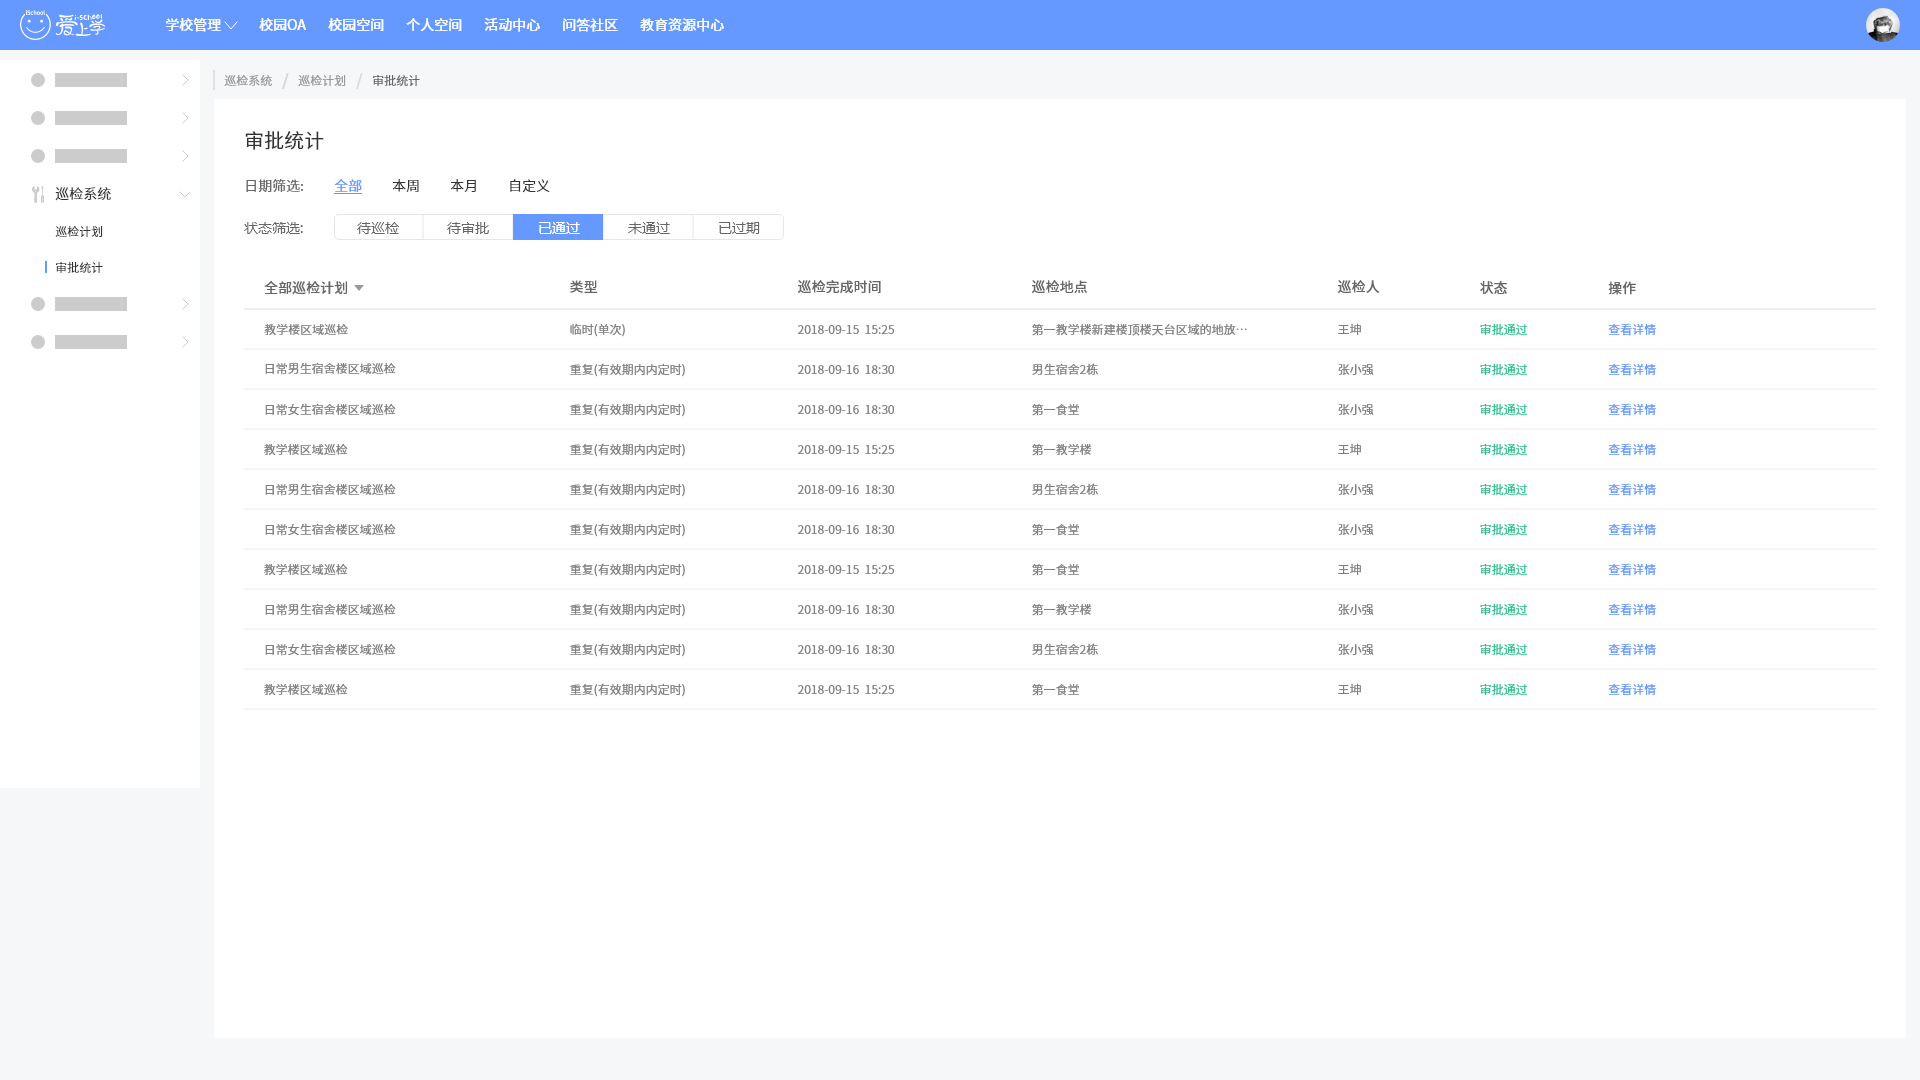 iSchool 爱上学 i-School 学校管理 校园OA 校园空间 个人空间 活动中心 问答社区 教育资源中心
巡检系统 / 巡检计划 / 审批统计
巡检系统
巡检计划
审批统计
审批统计
日期筛选: 全部 本周 本月 自定义
状态筛选: 待巡检 待审批 已通过 未通过 已过期
全部巡检计划 类型 巡检完成时间 巡检地点 巡检人 状态 操作
教学楼区域巡检 临时(单次) 2018-09-15 15:25 第一教学楼新建楼顶楼天台区域的地放… 王坤 审批通过 查看详情
日常男生宿舍楼区域巡检 重复(有效期内内定时) 2018-09-16 18:30 男生宿舍2栋 张小强 审批通过 查看详情
日常女生宿舍楼区域巡检 重复(有效期内内定时) 2018-09-16 18:30 第一食堂 张小强 审批通过 查看详情
教学楼区域巡检 重复(有效期内内定时) 2018-09-15 15:25 第一教学楼 王坤 审批通过 查看详情
日常男生宿舍楼区域巡检 重复(有效期内内定时) 2018-09-16 18:30 男生宿舍2栋 张小强 审批通过 查看详情
日常女生宿舍楼区域巡检 重复(有效期内内定时) 2018-09-16 18:30 第一食堂 张小强 审批通过 查看详情
教学楼区域巡检 重复(有效期内内定时) 2018-09-15 15:25 第一食堂 王坤 审批通过 查看详情
日常男生宿舍楼区域巡检 重复(有效期内内定时) 2018-09-16 18:30 第一教学楼 张小强 审批通过 查看详情
日常女生宿舍楼区域巡检 重复(有效期内内定时) 2018-09-16 18:30 男生宿舍2栋 张小强 审批通过 查看详情
教学楼区域巡检 重复(有效期内内定时) 2018-09-15 15:25 第一食堂 王坤 审批通过 查看详情